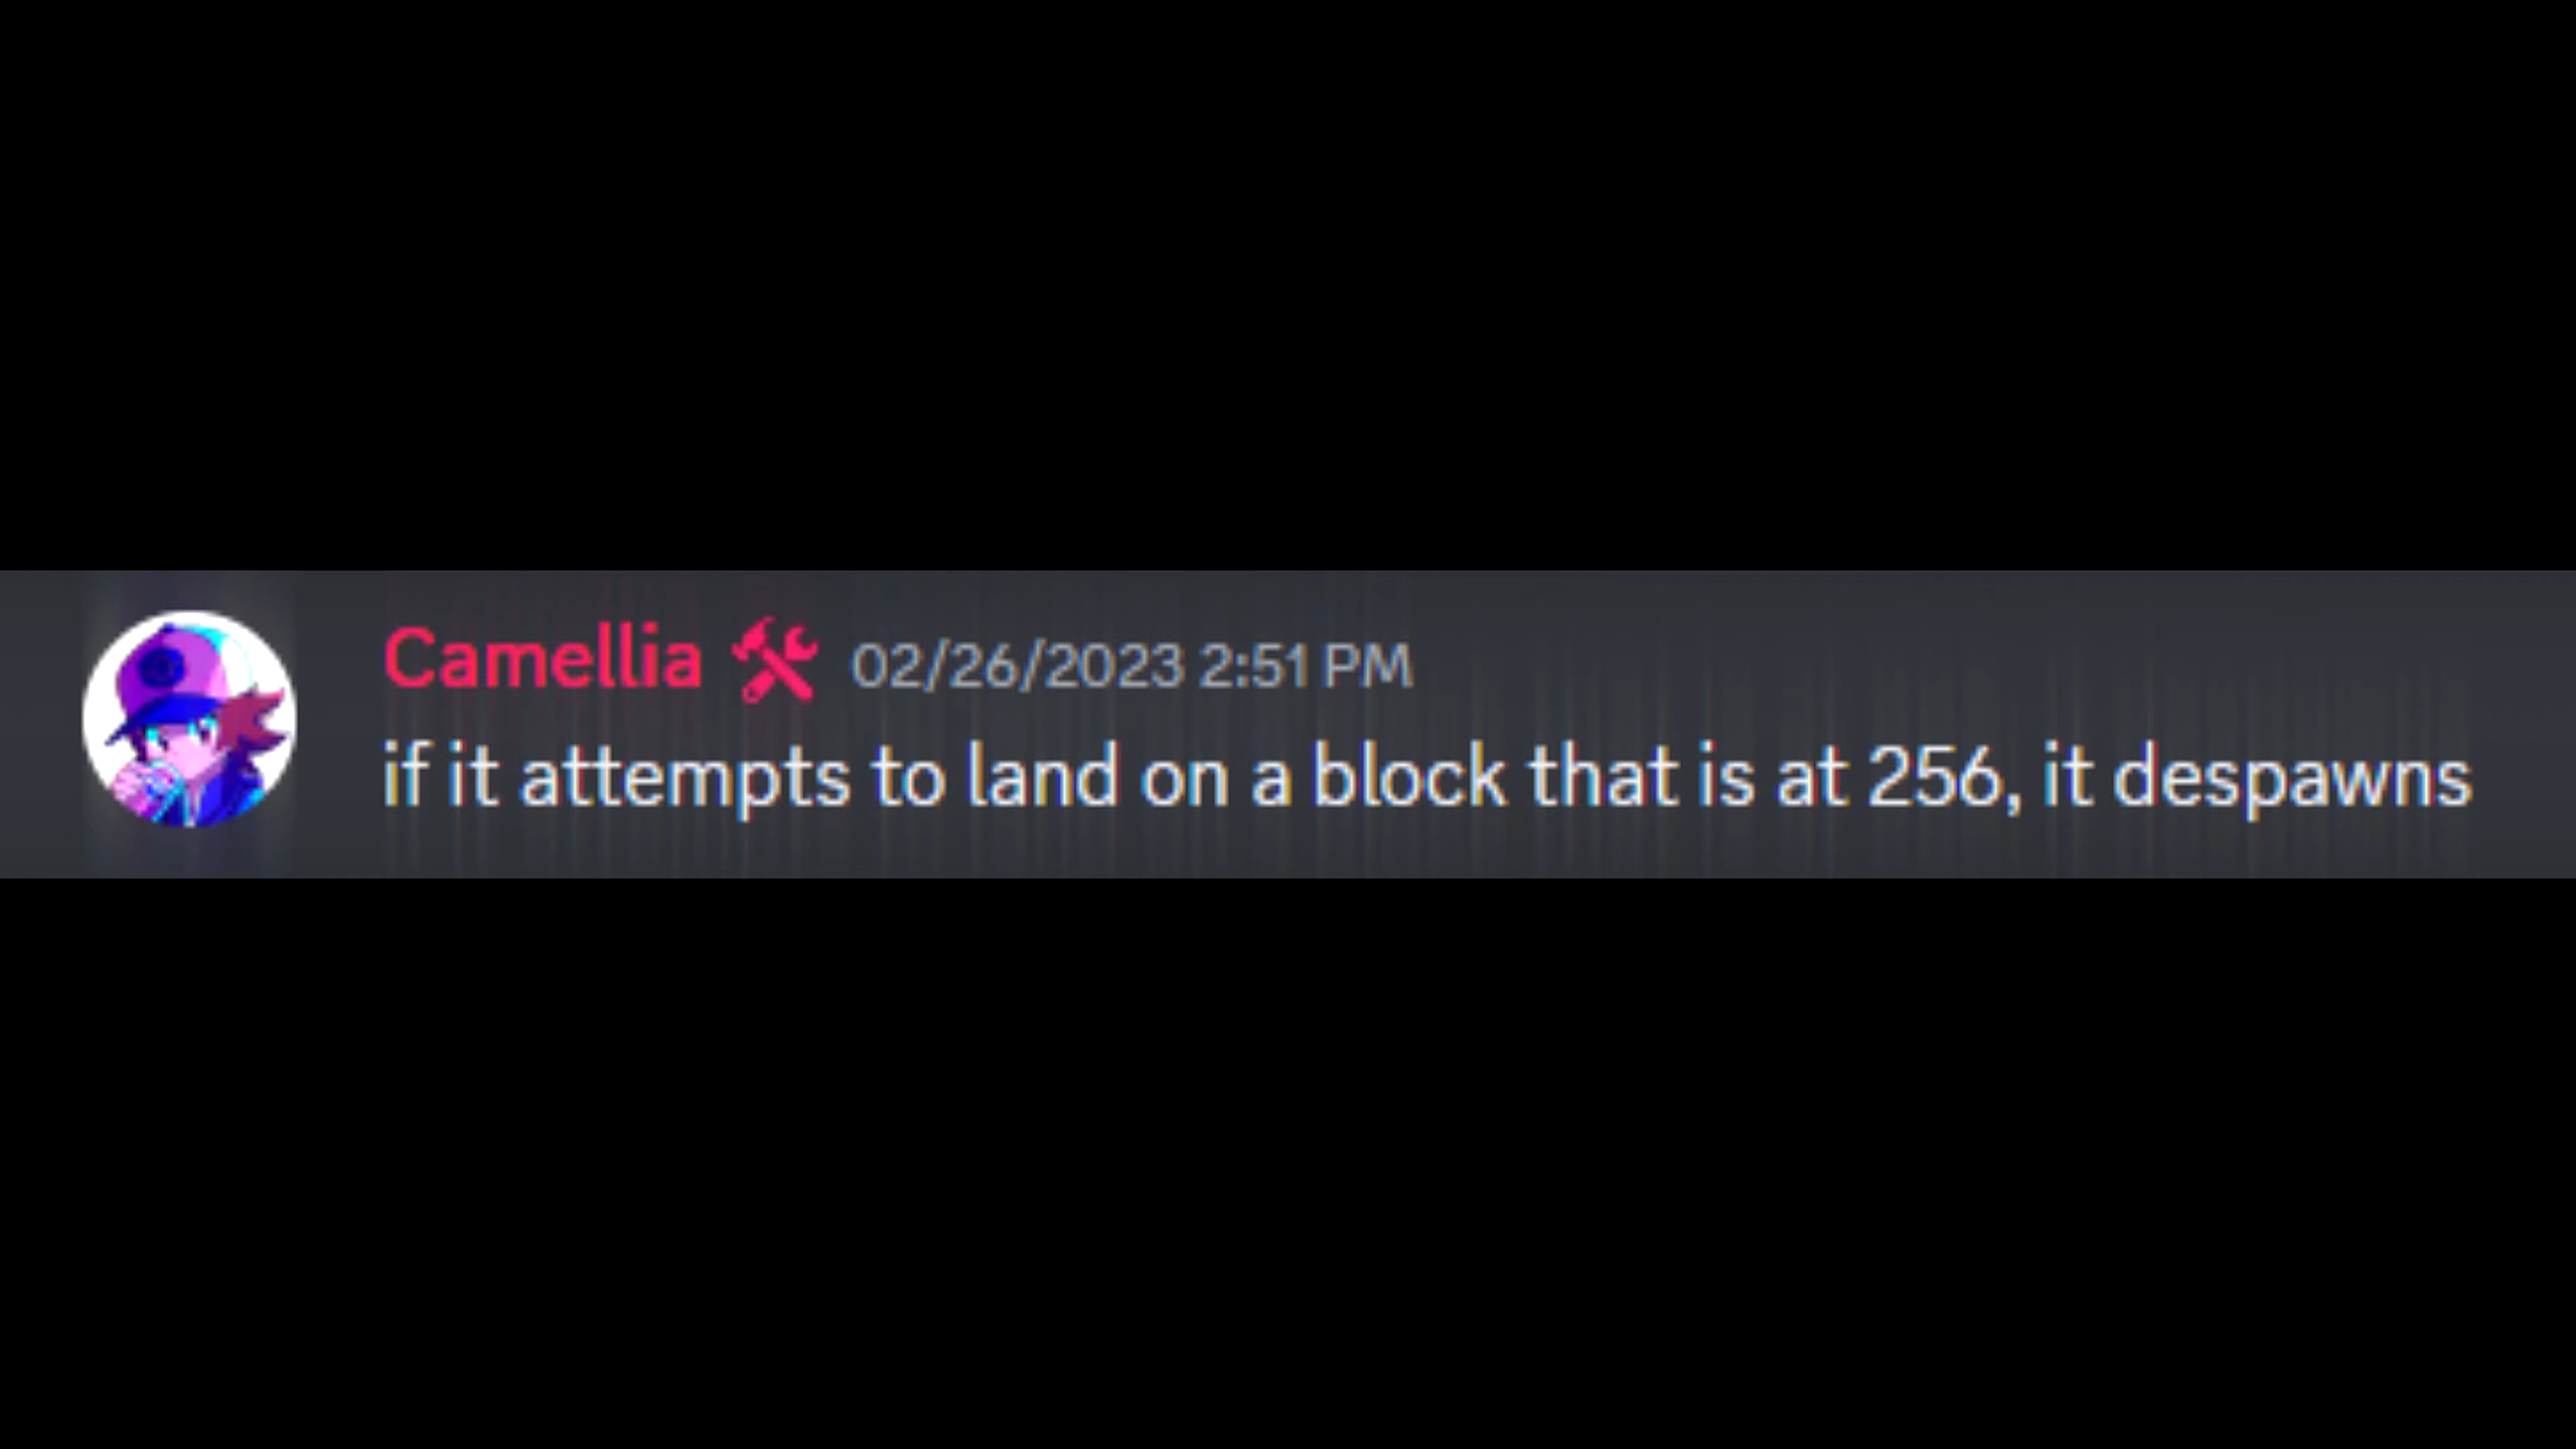 Camellia 02/26/2023 2:51 PM
if it attempts to land on a block that is at 256, it despawns